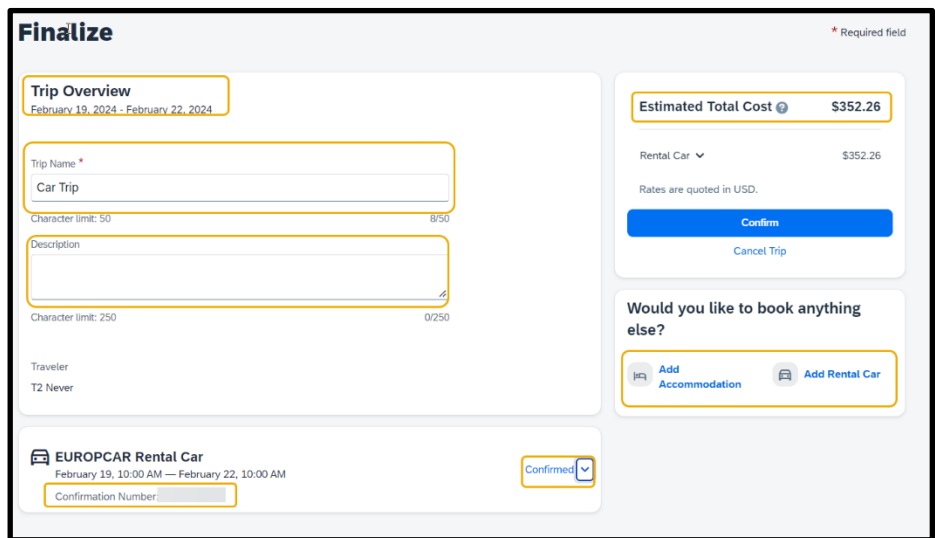 Finalize
* Required field
Trip Overview
February 19, 2024 - February 22, 2024
Trip Name *
Car Trip
Character limit: 50 8/50
Description
Character limit: 250 0/250
Traveler
T2 Never
EUROPCAR Rental Car
February 19, 10:00 AM — February 22, 10:00 AM
Confirmation Number
Confirmed
Estimated Total Cost ? $352.26
Rental Car $352.26
Rates are quoted in USD.
Confirm
Cancel Trip
Would you like to book anything
else?
Add
Accommodation
Add Rental Car